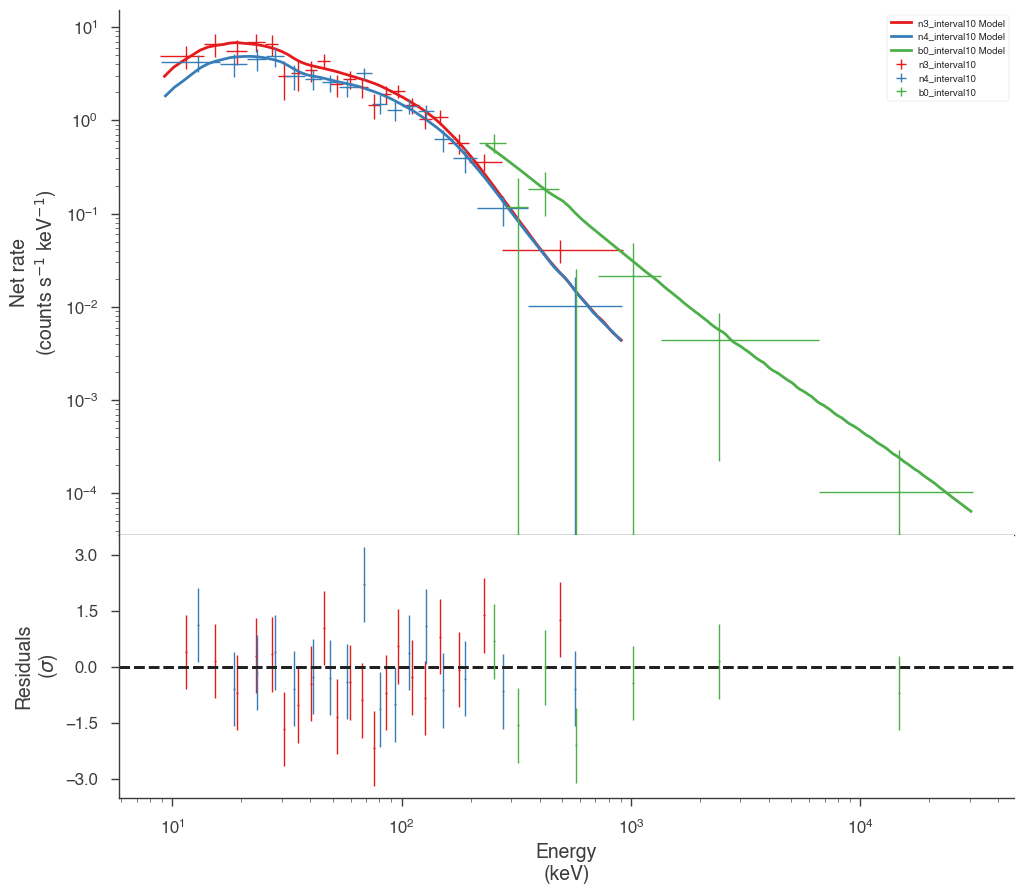 n3_interval10 Model
n4_interval10 Model
b0_interval10 Model
n3_interval10
n4_interval10
b0_interval10
10¹
10⁰
10⁻¹
10⁻²
10⁻³
10⁻⁴
Net rate
(counts s⁻¹ keV⁻¹)
3.0
1.5
0.0
−1.5
−3.0
Residuals
(σ)
10¹ 10² 10³ 10⁴
Energy
(keV)